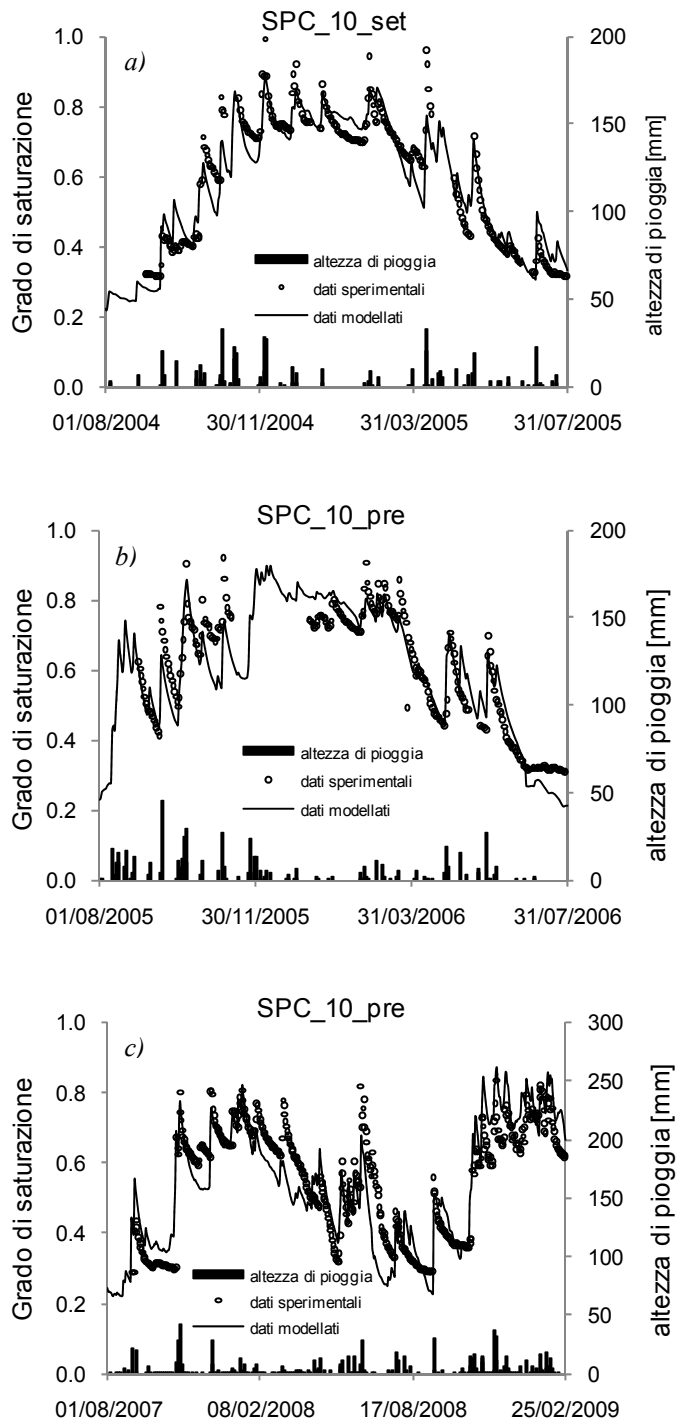 SPC_10_set
a)
Grado di saturazione
1.0
0.8
0.6
0.4
0.2
0.0
200
150
100
50
0
altezza di pioggia [mm]
altezza di pioggia
dati sperimentali
dati modellati
01/08/2004 30/11/2004 31/03/2005 31/07/2005
SPC_10_pre
b)
Grado di saturazione
1.0
0.8
0.6
0.4
0.2
0.0
200
150
100
50
0
altezza di pioggia [mm]
altezza di pioggia
dati sperimentali
dati modellati
01/08/2005 30/11/2005 31/03/2006 31/07/2006
SPC_10_pre
c)
Grado di saturazione
1.0
0.8
0.6
0.4
0.2
0.0
300
250
200
150
100
50
0
altezza di pioggia [mm]
altezza di pioggia
dati sperimentali
dati modellati
01/08/2007 08/02/2008 17/08/2008 25/02/2009